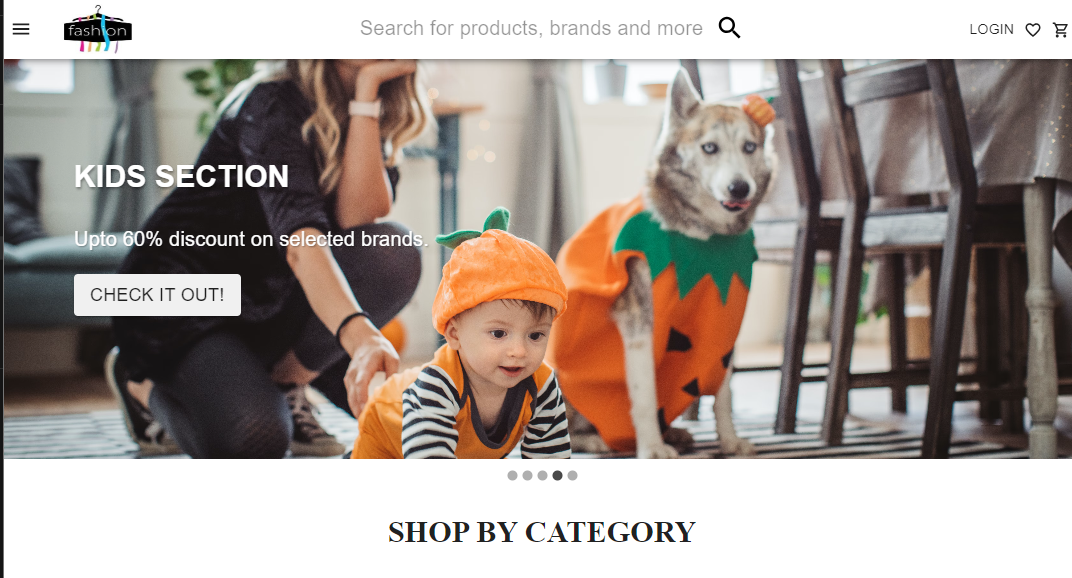 fashion
Search for products, brands and more
LOGIN
KIDS SECTION
Upto 60% discount on selected brands.
CHECK IT OUT!
SHOP BY CATEGORY